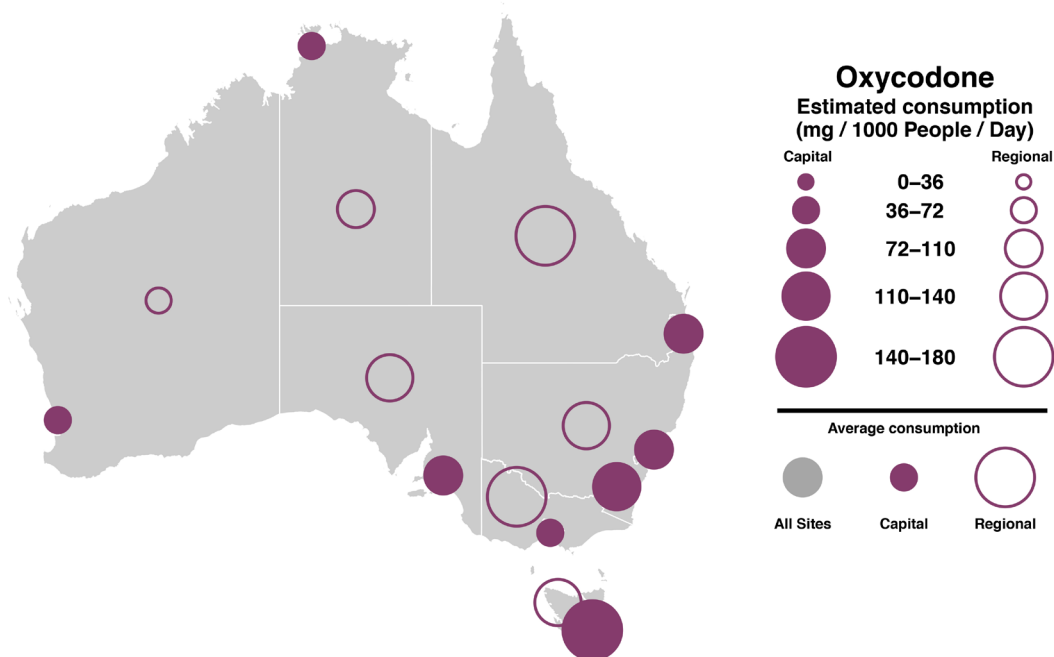 Oxycodone
Estimated consumption
(mg / 1000 People / Day)
Capital Regional
0–36
36–72
72–110
110–140
140–180
Average consumption
All Sites Capital Regional